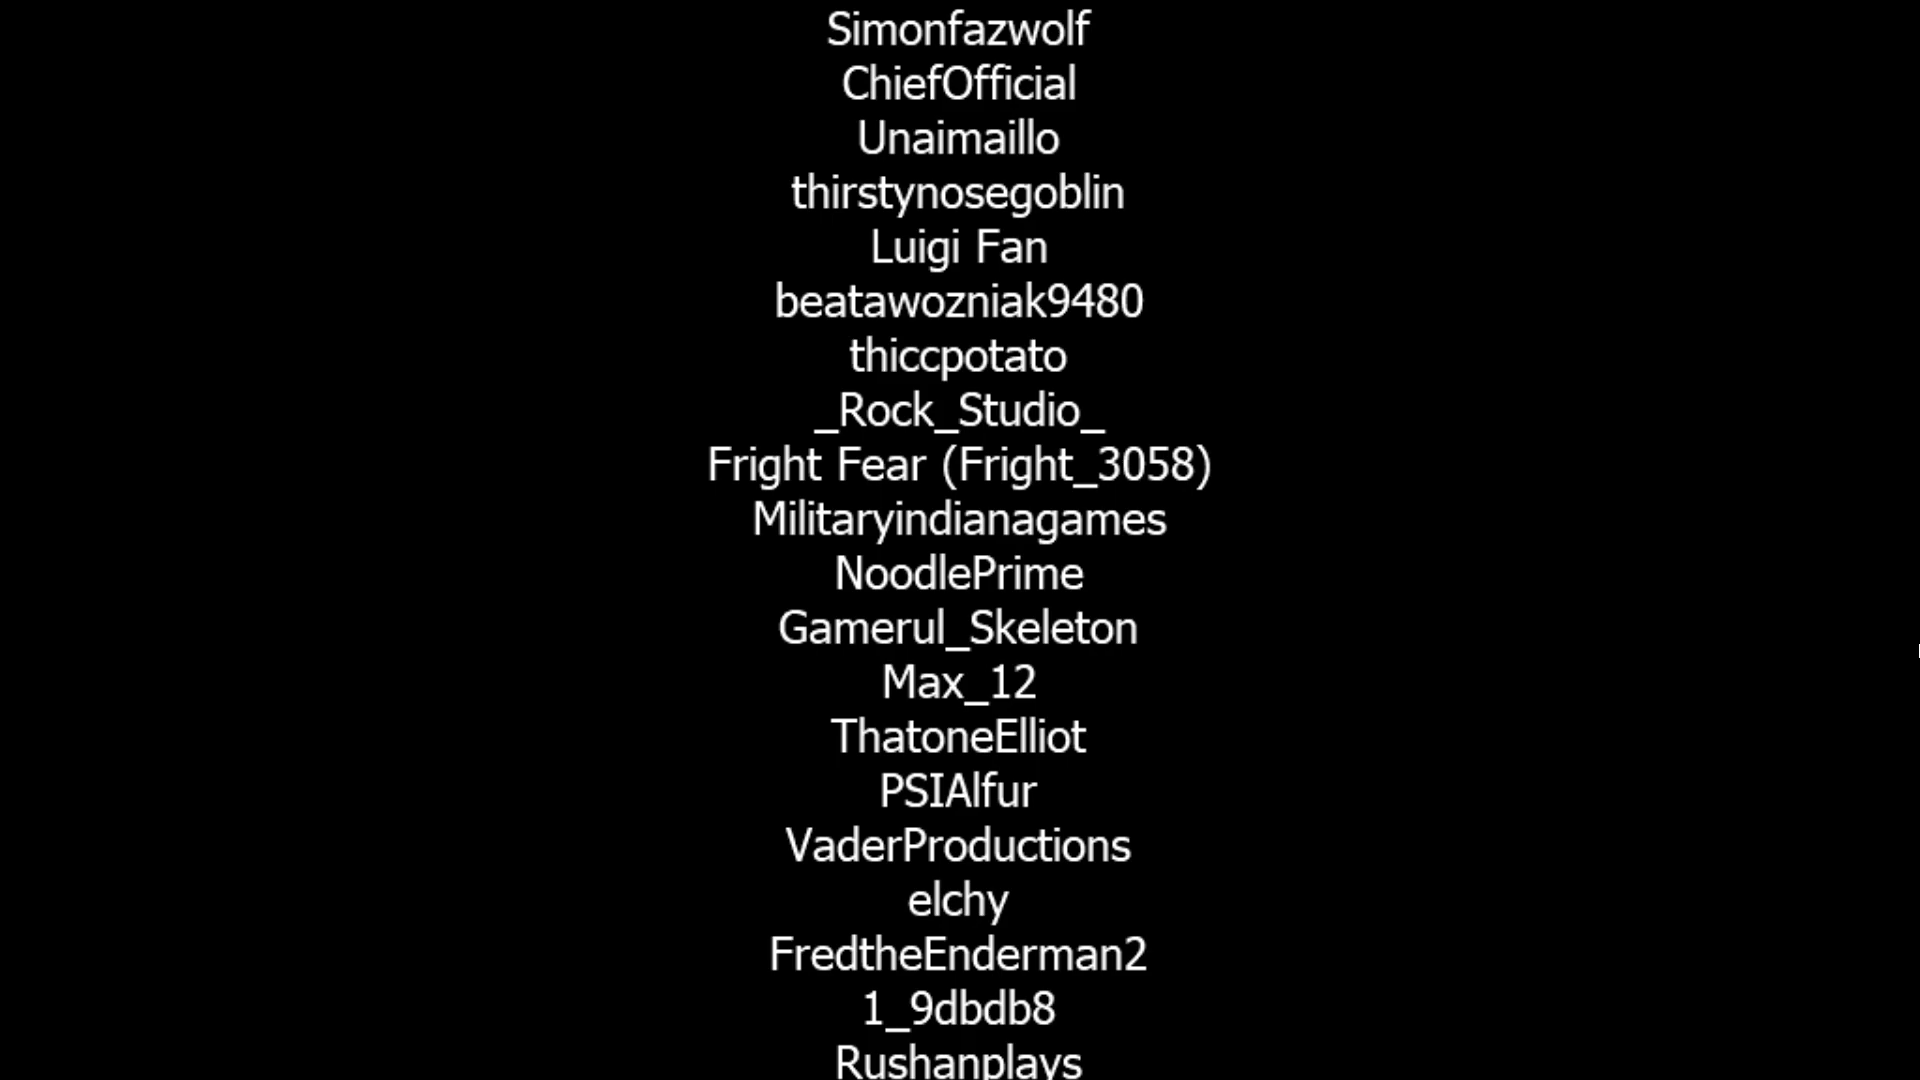 Simonfazwolf
ChiefOfficial
Unaimaillo
thirstynosegoblin
Luigi Fan
beatawozniak9480
thiccpotato
_Rock_Studio_
Fright Fear (Fright_3058)
Militaryindianagames
NoodlePrime
Gamerul_Skeleton
Max_12
ThatoneElliot
PSIAlfur
VaderProductions
elchy
FredtheEnderman2
1_9dbdb8
Rushanplays